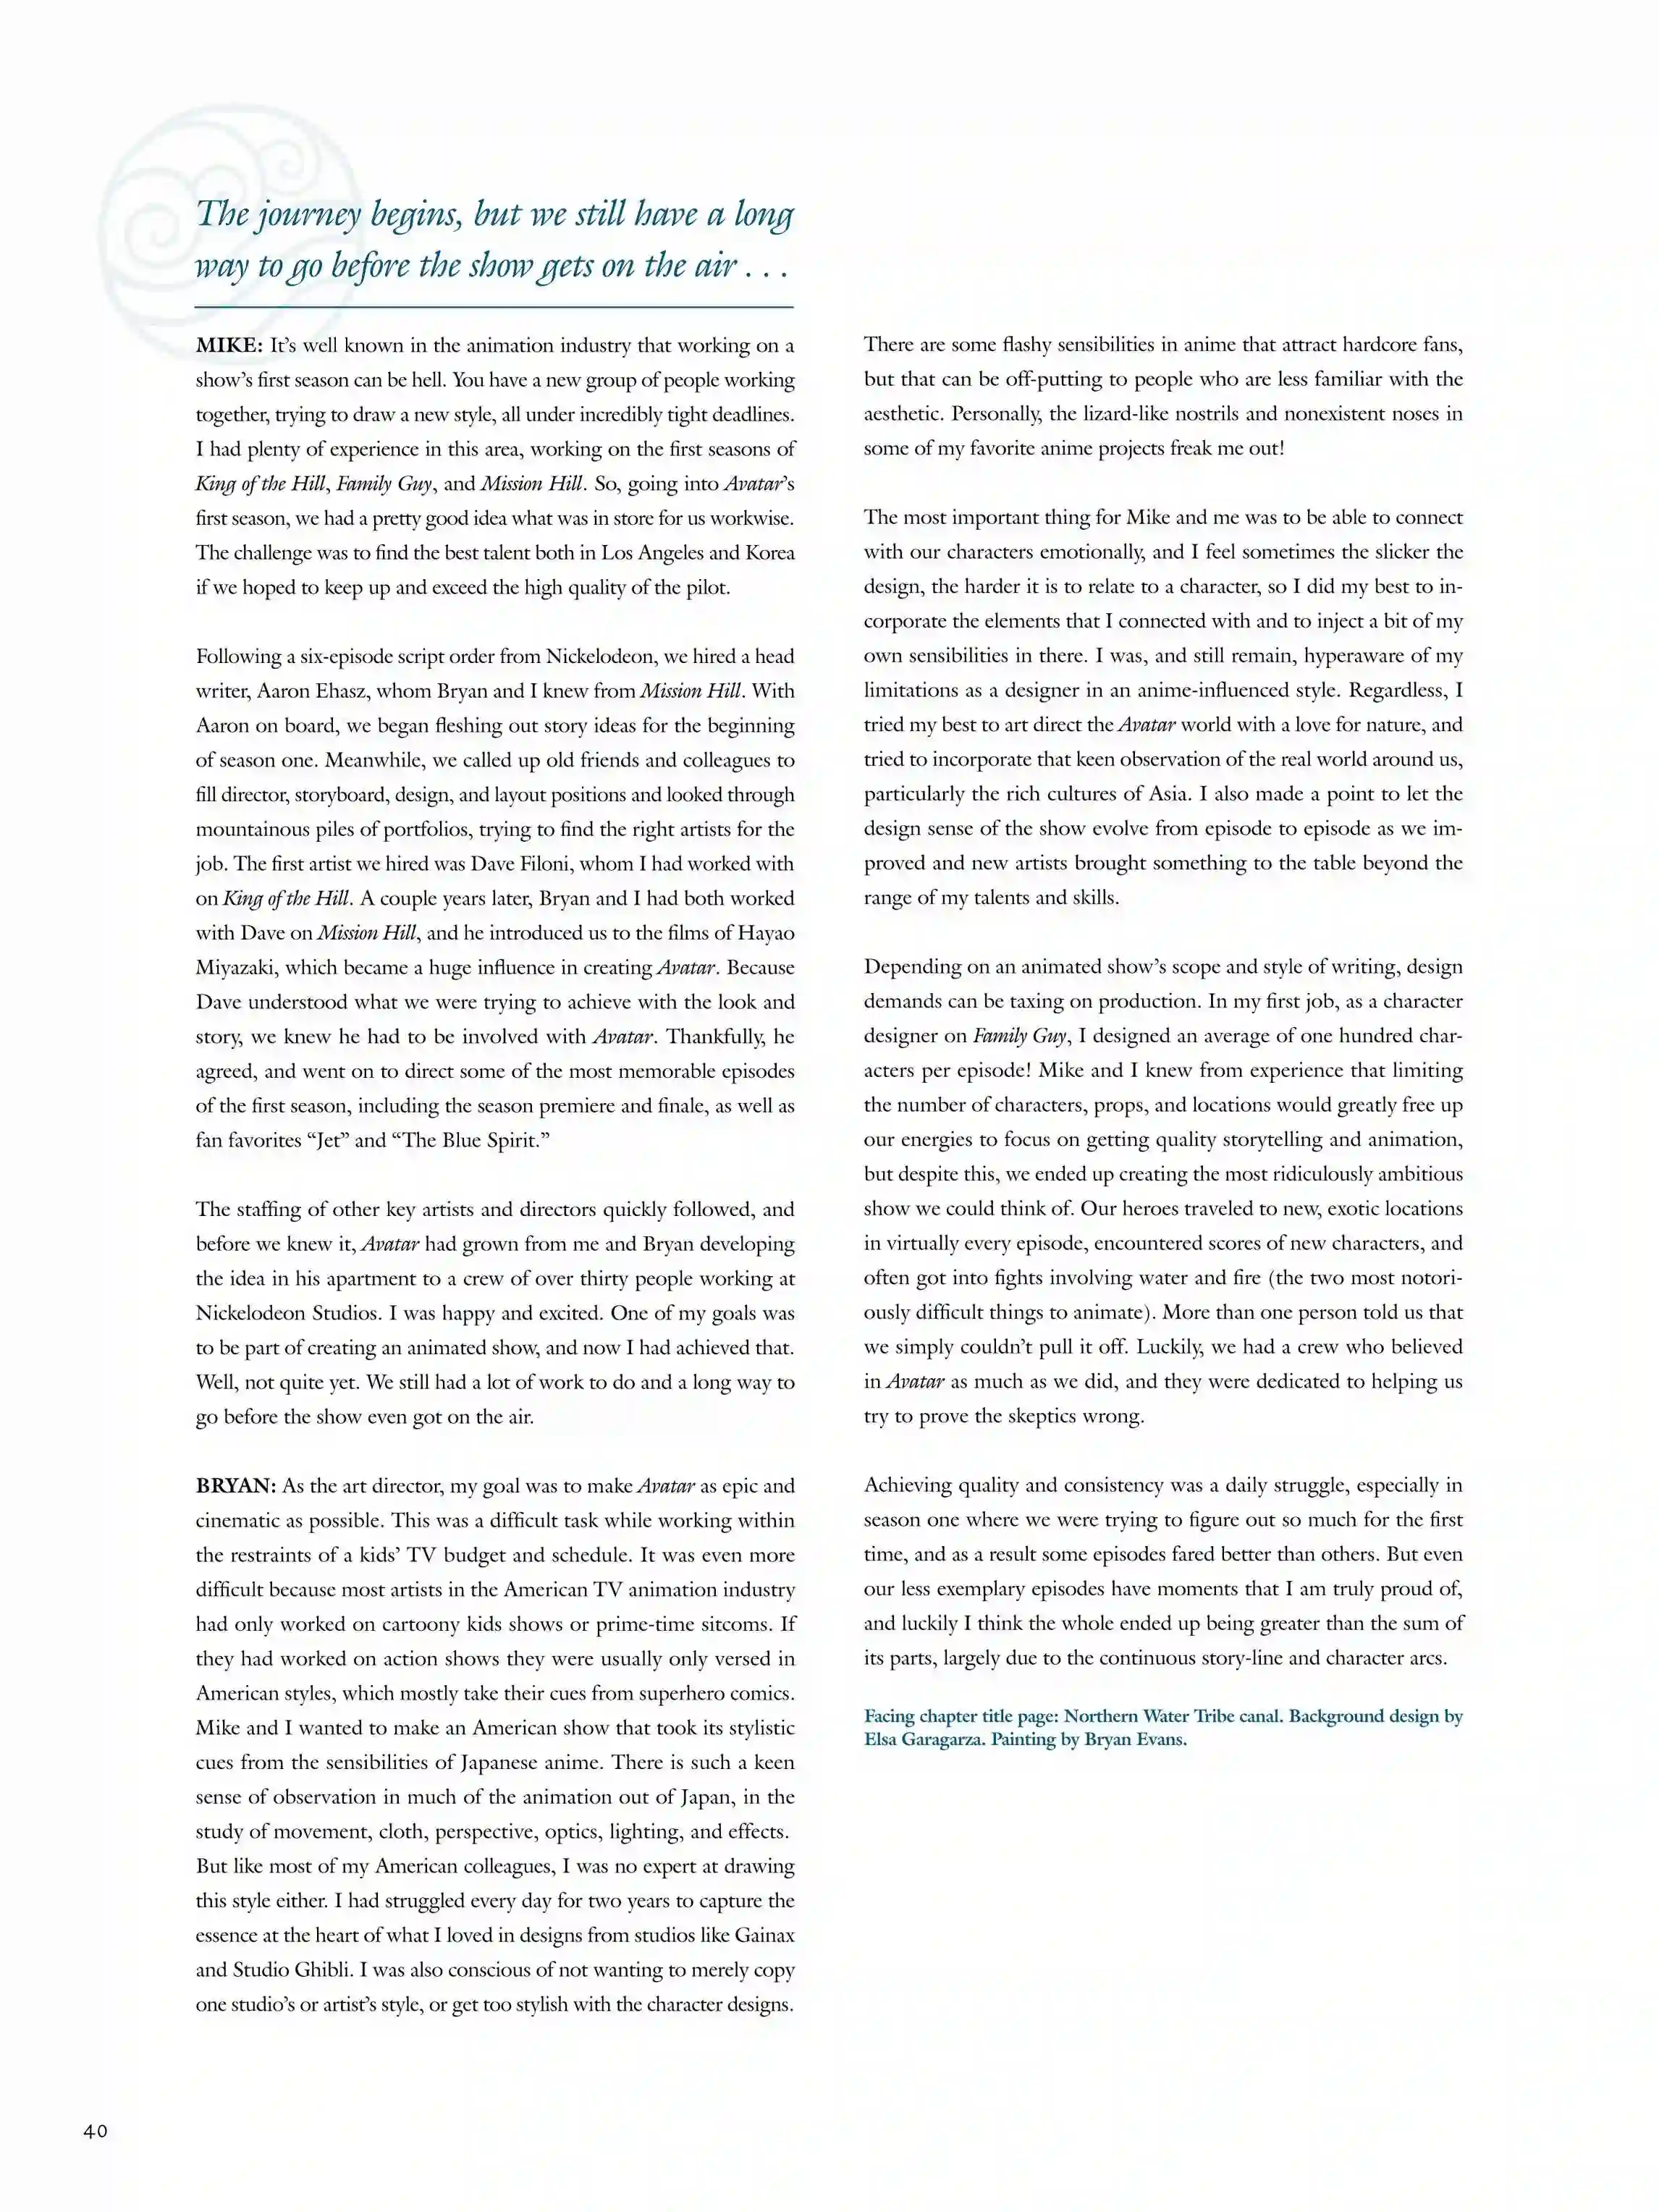 The journey begins, but we still have a long
way to go before the show gets on the air . . .
MIKE: It’s well known in the animation industry that working on a
show’s first season can be hell. You have a new group of people working
together, trying to draw a new style, all under incredibly tight deadlines.
I had plenty of experience in this area, working on the first seasons of
King of the Hill, Family Guy, and Mission Hill. So, going into Avatar’s
first season, we had a pretty good idea what was in store for us workwise.
The challenge was to find the best talent both in Los Angeles and Korea
if we hoped to keep up and exceed the high quality of the pilot.
Following a six-episode script order from Nickelodeon, we hired a head
writer, Aaron Ehasz, whom Bryan and I knew from Mission Hill. With
Aaron on board, we began fleshing out story ideas for the beginning
of season one. Meanwhile, we called up old friends and colleagues to
fill director, storyboard, design, and layout positions and looked through
mountainous piles of portfolios, trying to find the right artists for the
job. The first artist we hired was Dave Filoni, whom I had worked with
on King of the Hill. A couple years later, Bryan and I had both worked
with Dave on Mission Hill, and he introduced us to the films of Hayao
Miyazaki, which became a huge influence in creating Avatar. Because
Dave understood what we were trying to achieve with the look and
story, we knew he had to be involved with Avatar. Thankfully, he
agreed, and went on to direct some of the most memorable episodes
of the first season, including the season premiere and finale, as well as
fan favorites “Jet” and “The Blue Spirit.”
The staffing of other key artists and directors quickly followed, and
before we knew it, Avatar had grown from me and Bryan developing
the idea in his apartment to a crew of over thirty people working at
Nickelodeon Studios. I was happy and excited. One of my goals was
to be part of creating an animated show, and now I had achieved that.
Well, not quite yet. We still had a lot of work to do and a long way to
go before the show even got on the air.
BRYAN: As the art director, my goal was to make Avatar as epic and
cinematic as possible. This was a difficult task while working within
the restraints of a kids’ TV budget and schedule. It was even more
difficult because most artists in the American TV animation industry
had only worked on cartoony kids shows or prime-time sitcoms. If
they had worked on action shows they were usually only versed in
American styles, which mostly take their cues from superhero comics.
Mike and I wanted to make an American show that took its stylistic
cues from the sensibilities of Japanese anime. There is such a keen
sense of observation in much of the animation out of Japan, in the
study of movement, cloth, perspective, optics, lighting, and effects.
But like most of my American colleagues, I was no expert at drawing
this style either. I had struggled every day for two years to capture the
essence at the heart of what I loved in designs from studios like Gainax
and Studio Ghibli. I was also conscious of not wanting to merely copy
one studio’s or artist’s style, or get too stylish with the character designs.
There are some flashy sensibilities in anime that attract hardcore fans,
but that can be off-putting to people who are less familiar with the
aesthetic. Personally, the lizard-like nostrils and nonexistent noses in
some of my favorite anime projects freak me out!
The most important thing for Mike and me was to be able to connect
with our characters emotionally, and I feel sometimes the slicker the
design, the harder it is to relate to a character, so I did my best to in-
corporate the elements that I connected with and to inject a bit of my
own sensibilities in there. I was, and still remain, hyperaware of my
limitations as a designer in an anime-influenced style. Regardless, I
tried my best to art direct the Avatar world with a love for nature, and
tried to incorporate that keen observation of the real world around us,
particularly the rich cultures of Asia. I also made a point to let the
design sense of the show evolve from episode to episode as we im-
proved and new artists brought something to the table beyond the
range of my talents and skills.
Depending on an animated show’s scope and style of writing, design
demands can be taxing on production. In my first job, as a character
designer on Family Guy, I designed an average of one hundred char-
acters per episode! Mike and I knew from experience that limiting
the number of characters, props, and locations would greatly free up
our energies to focus on getting quality storytelling and animation,
but despite this, we ended up creating the most ridiculously ambitious
show we could think of. Our heroes traveled to new, exotic locations
in virtually every episode, encountered scores of new characters, and
often got into fights involving water and fire (the two most notori-
ously difficult things to animate). More than one person told us that
we simply couldn’t pull it off. Luckily, we had a crew who believed
in Avatar as much as we did, and they were dedicated to helping us
try to prove the skeptics wrong.
Achieving quality and consistency was a daily struggle, especially in
season one where we were trying to figure out so much for the first
time, and as a result some episodes fared better than others. But even
our less exemplary episodes have moments that I am truly proud of,
and luckily I think the whole ended up being greater than the sum of
its parts, largely due to the continuous story-line and character arcs.
Facing chapter title page: Northern Water Tribe canal. Background design by
Elsa Garagarza. Painting by Bryan Evans.
40